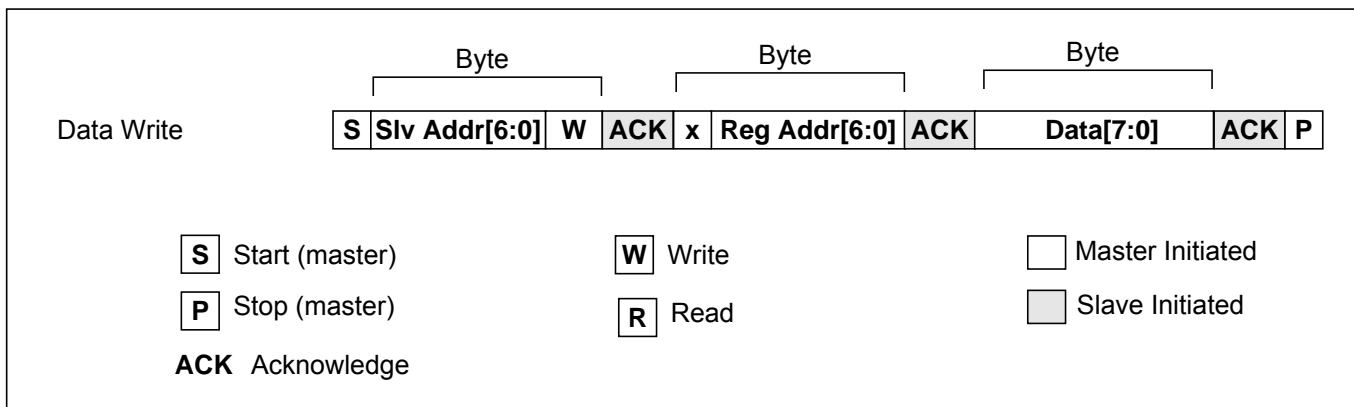 Byte Byte Byte
Data Write S Slv Addr[6:0] W ACK x Reg Addr[6:0] ACK Data[7:0] ACK P
S Start (master) W Write Master Initiated
P Stop (master) R Read Slave Initiated
ACK Acknowledge